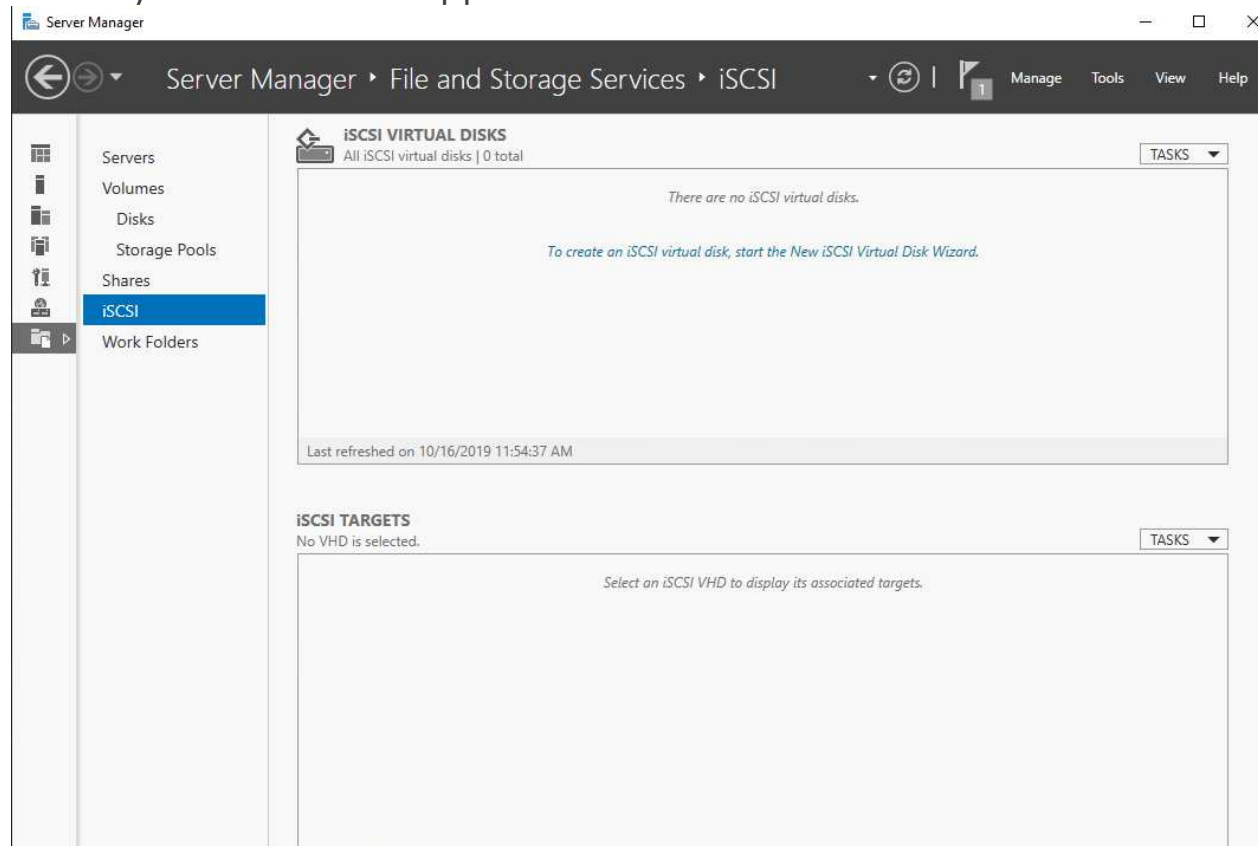 Server Manager
Server Manager ‣ File and Storage Services ‣ iSCSI
1
Manage Tools View Help
Servers
Volumes
Disks
Storage Pools
Shares
iSCSI
Work Folders
iSCSI VIRTUAL DISKS
All iSCSI virtual disks | 0 total
TASKS
There are no iSCSI virtual disks.
To create an iSCSI virtual disk, start the New iSCSI Virtual Disk Wizard.
Last refreshed on 10/16/2019 11:54:37 AM
iSCSI TARGETS
No VHD is selected.
TASKS
Select an iSCSI VHD to display its associated targets.